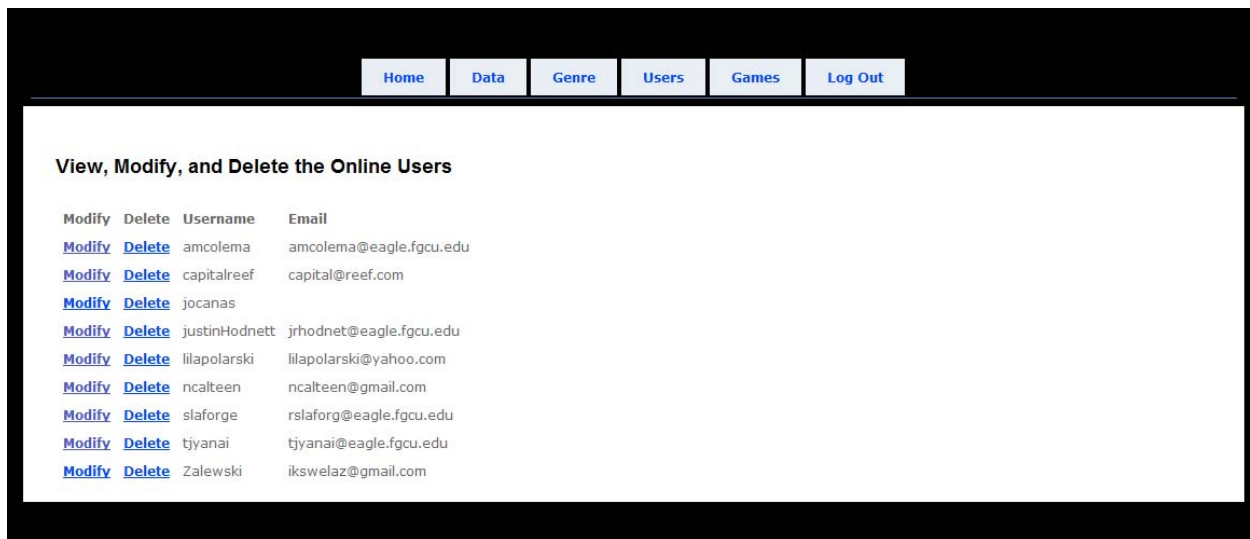 Home Data Genre Users Games Log Out
View, Modify, and Delete the Online Users
Modify Delete Username Email
Modify Delete amcolema amcolema@eagle.fgcu.edu
Modify Delete capitalreef capital@reef.com
Modify Delete jocanas
Modify Delete justinHodnett jrhodnet@eagle.fgcu.edu
Modify Delete lilapolarski lilapolarski@yahoo.com
Modify Delete ncalteen ncalteen@gmail.com
Modify Delete slaforge rslaforg@eagle.fgcu.edu
Modify Delete tjyanai tjyanai@eagle.fgcu.edu
Modify Delete Zalewski ikswelaz@gmail.com